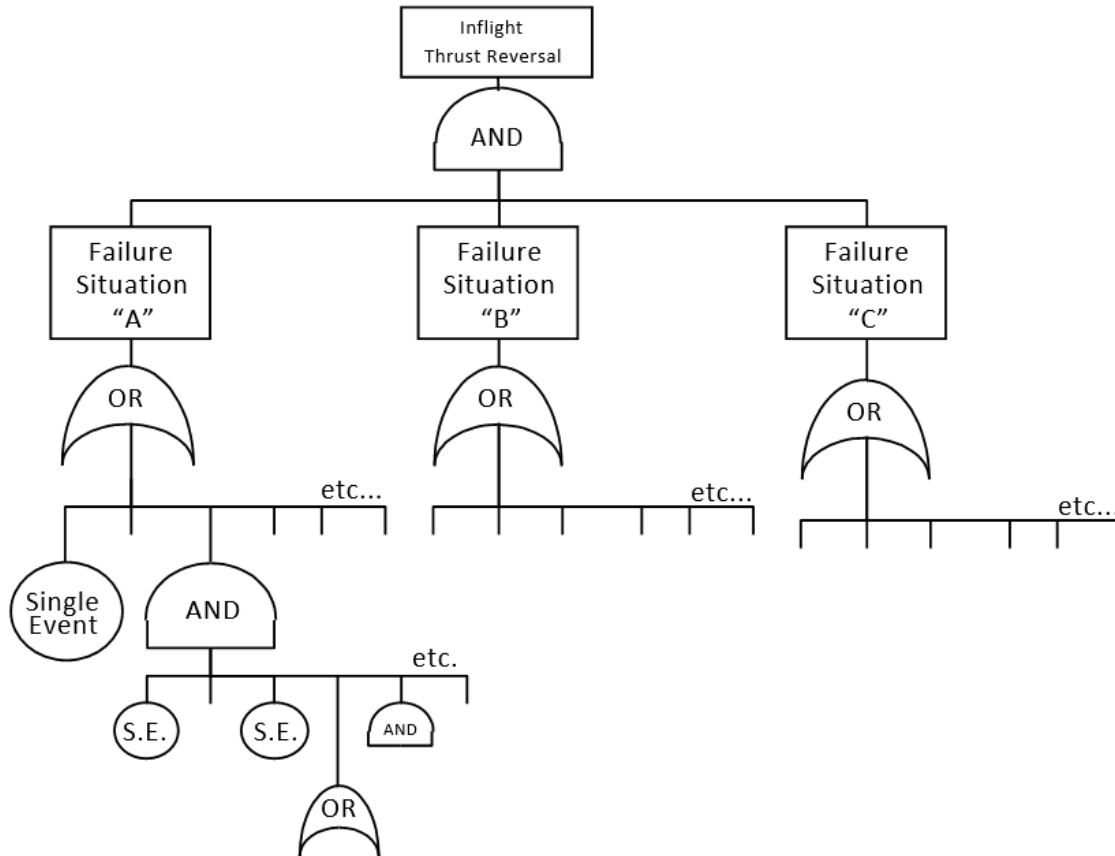 Inflight
Thrust Reversal
AND
Failure
Situation
“A”
Failure
Situation
“B”
Failure
Situation
“C”
OR
OR
OR
etc...
etc...
etc...
Single
Event
AND
etc.
S.E.
S.E.
AND
OR